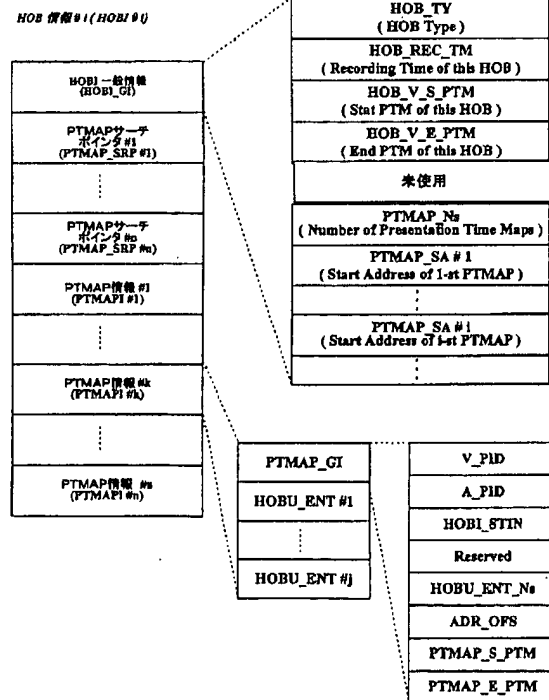 HOB 情報 # i ( HOBI # i)
HOBI 一般情報
(HOBI_GI)
PTMAPサーチ
ポインタ #1
(PTMAP_SRP #1)
PTMAPサーチ
ポインタ #n
(PTMAP_SRP #n)
PTMAP情報 #1
(PTMAPI #1)
PTMAP情報 #k
(PTMAPI #k)
PTMAP情報 #n
(PTMAPI #n)
HOB_TY
( HOB Type )
HOB_REC_TM
( Recording Time of this HOB )
HOB_V_S_PTM
( Stat PTM of this HOB )
HOB_V_E_PTM
( End PTM of this HOB )
未使用
PTMAP_Ns
( Number of Presentation Time Maps )
PTMAP_SA # 1
( Start Address of 1-st PTMAP )
PTMAP_SA # i
( Start Address of i-st PTMAP )
PTMAP_GI
HOBU_ENT #1
HOBU_ENT #j
V_PID
A_PID
HOBI_STIN
Reserved
HOBU_ENT_Ns
ADR_OFS
PTMAP_S_PTM
PTMAP_E_PTM